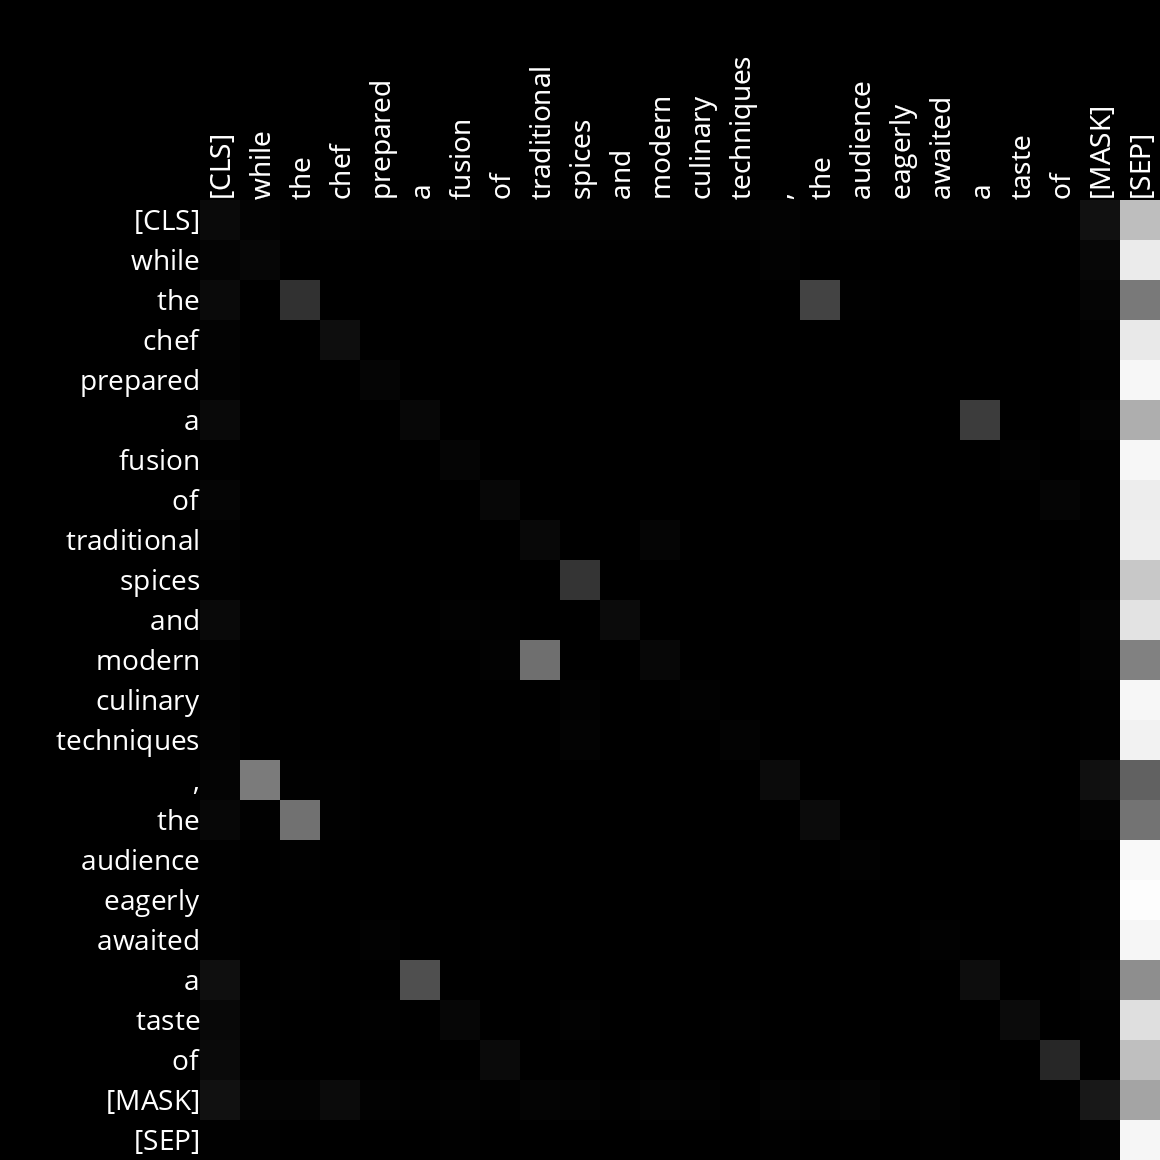 [CLS]
while
the
chef
prepared
a
fusion
of
traditional
spices
and
modern
culinary
techniques
,
the
audience
eagerly
awaited
a
taste
of
[MASK]
[SEP]
[CLS]
while
the
chef
prepared
a
fusion
of
traditional
spices
and
modern
culinary
techniques
,
the
audience
eagerly
awaited
a
taste
of
[MASK]
[SEP]